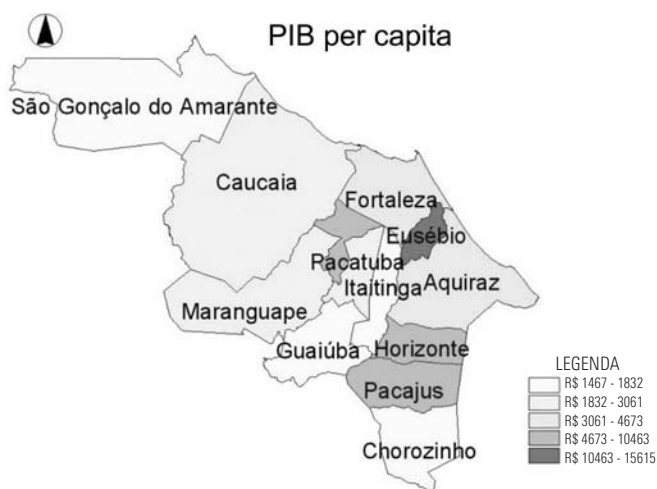 PIB per capita
São Gonçalo do Amarante
Caucaia
Fortaleza
Eusébio
Pacatuba
Itaitinga
Aquiraz
Maranguape
Guaiúba
Horizonte
Pacajus
Chorozinho
LEGENDA
R$ 1467 - 1832
R$ 1832 - 3061
R$ 3061 - 4673
R$ 4673 - 10463
R$ 10463 - 15615